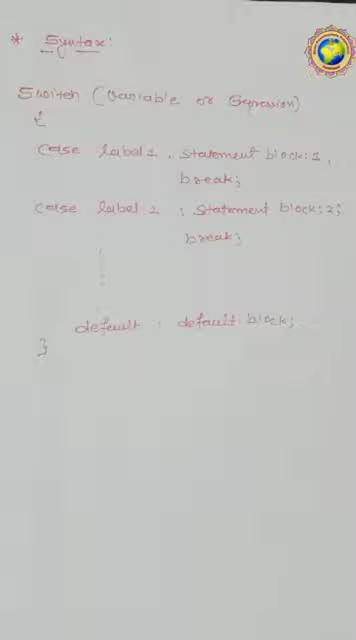 * Syntax:
Switch (Variable or Expression)
{
Case label 1 : Statement block: 1;
break;
Case label 2 : Statement block: 2;
break;
default : default block;
}